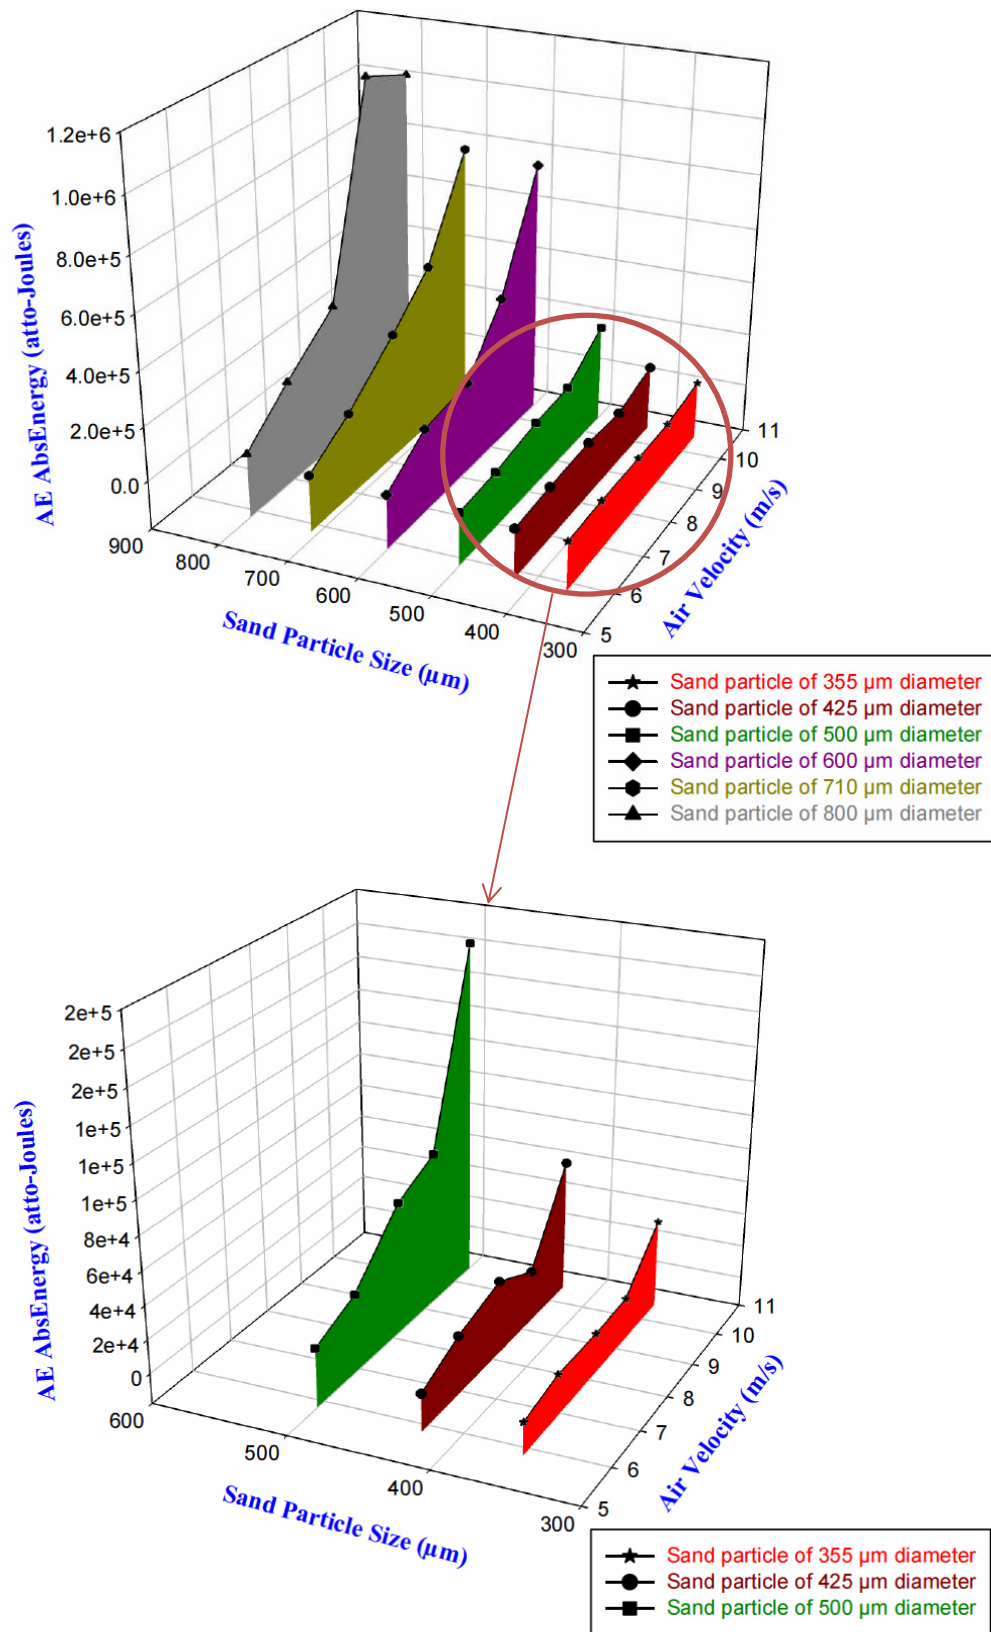 1.2e+6
1.0e+6
8.0e+5
6.0e+5
4.0e+5
2.0e+5
0.0
AE AbsEnergy (atto-Joules)
900
800
700
600
500
400
300
Sand Particle Size (µm)
5
6
7
8
9
10
11
Air Velocity (m/s)
Sand particle of 355 µm diameter
Sand particle of 425 µm diameter
Sand particle of 500 µm diameter
Sand particle of 600 µm diameter
Sand particle of 710 µm diameter
Sand particle of 800 µm diameter
2e+5
2e+5
2e+5
1e+5
1e+5
1e+5
8e+4
6e+4
4e+4
2e+4
0
AE AbsEnergy (atto-Joules)
600
500
400
300
Sand Particle Size (µm)
5
6
7
8
9
10
11
Air Velocity (m/s)
Sand particle of 355 µm diameter
Sand particle of 425 µm diameter
Sand particle of 500 µm diameter